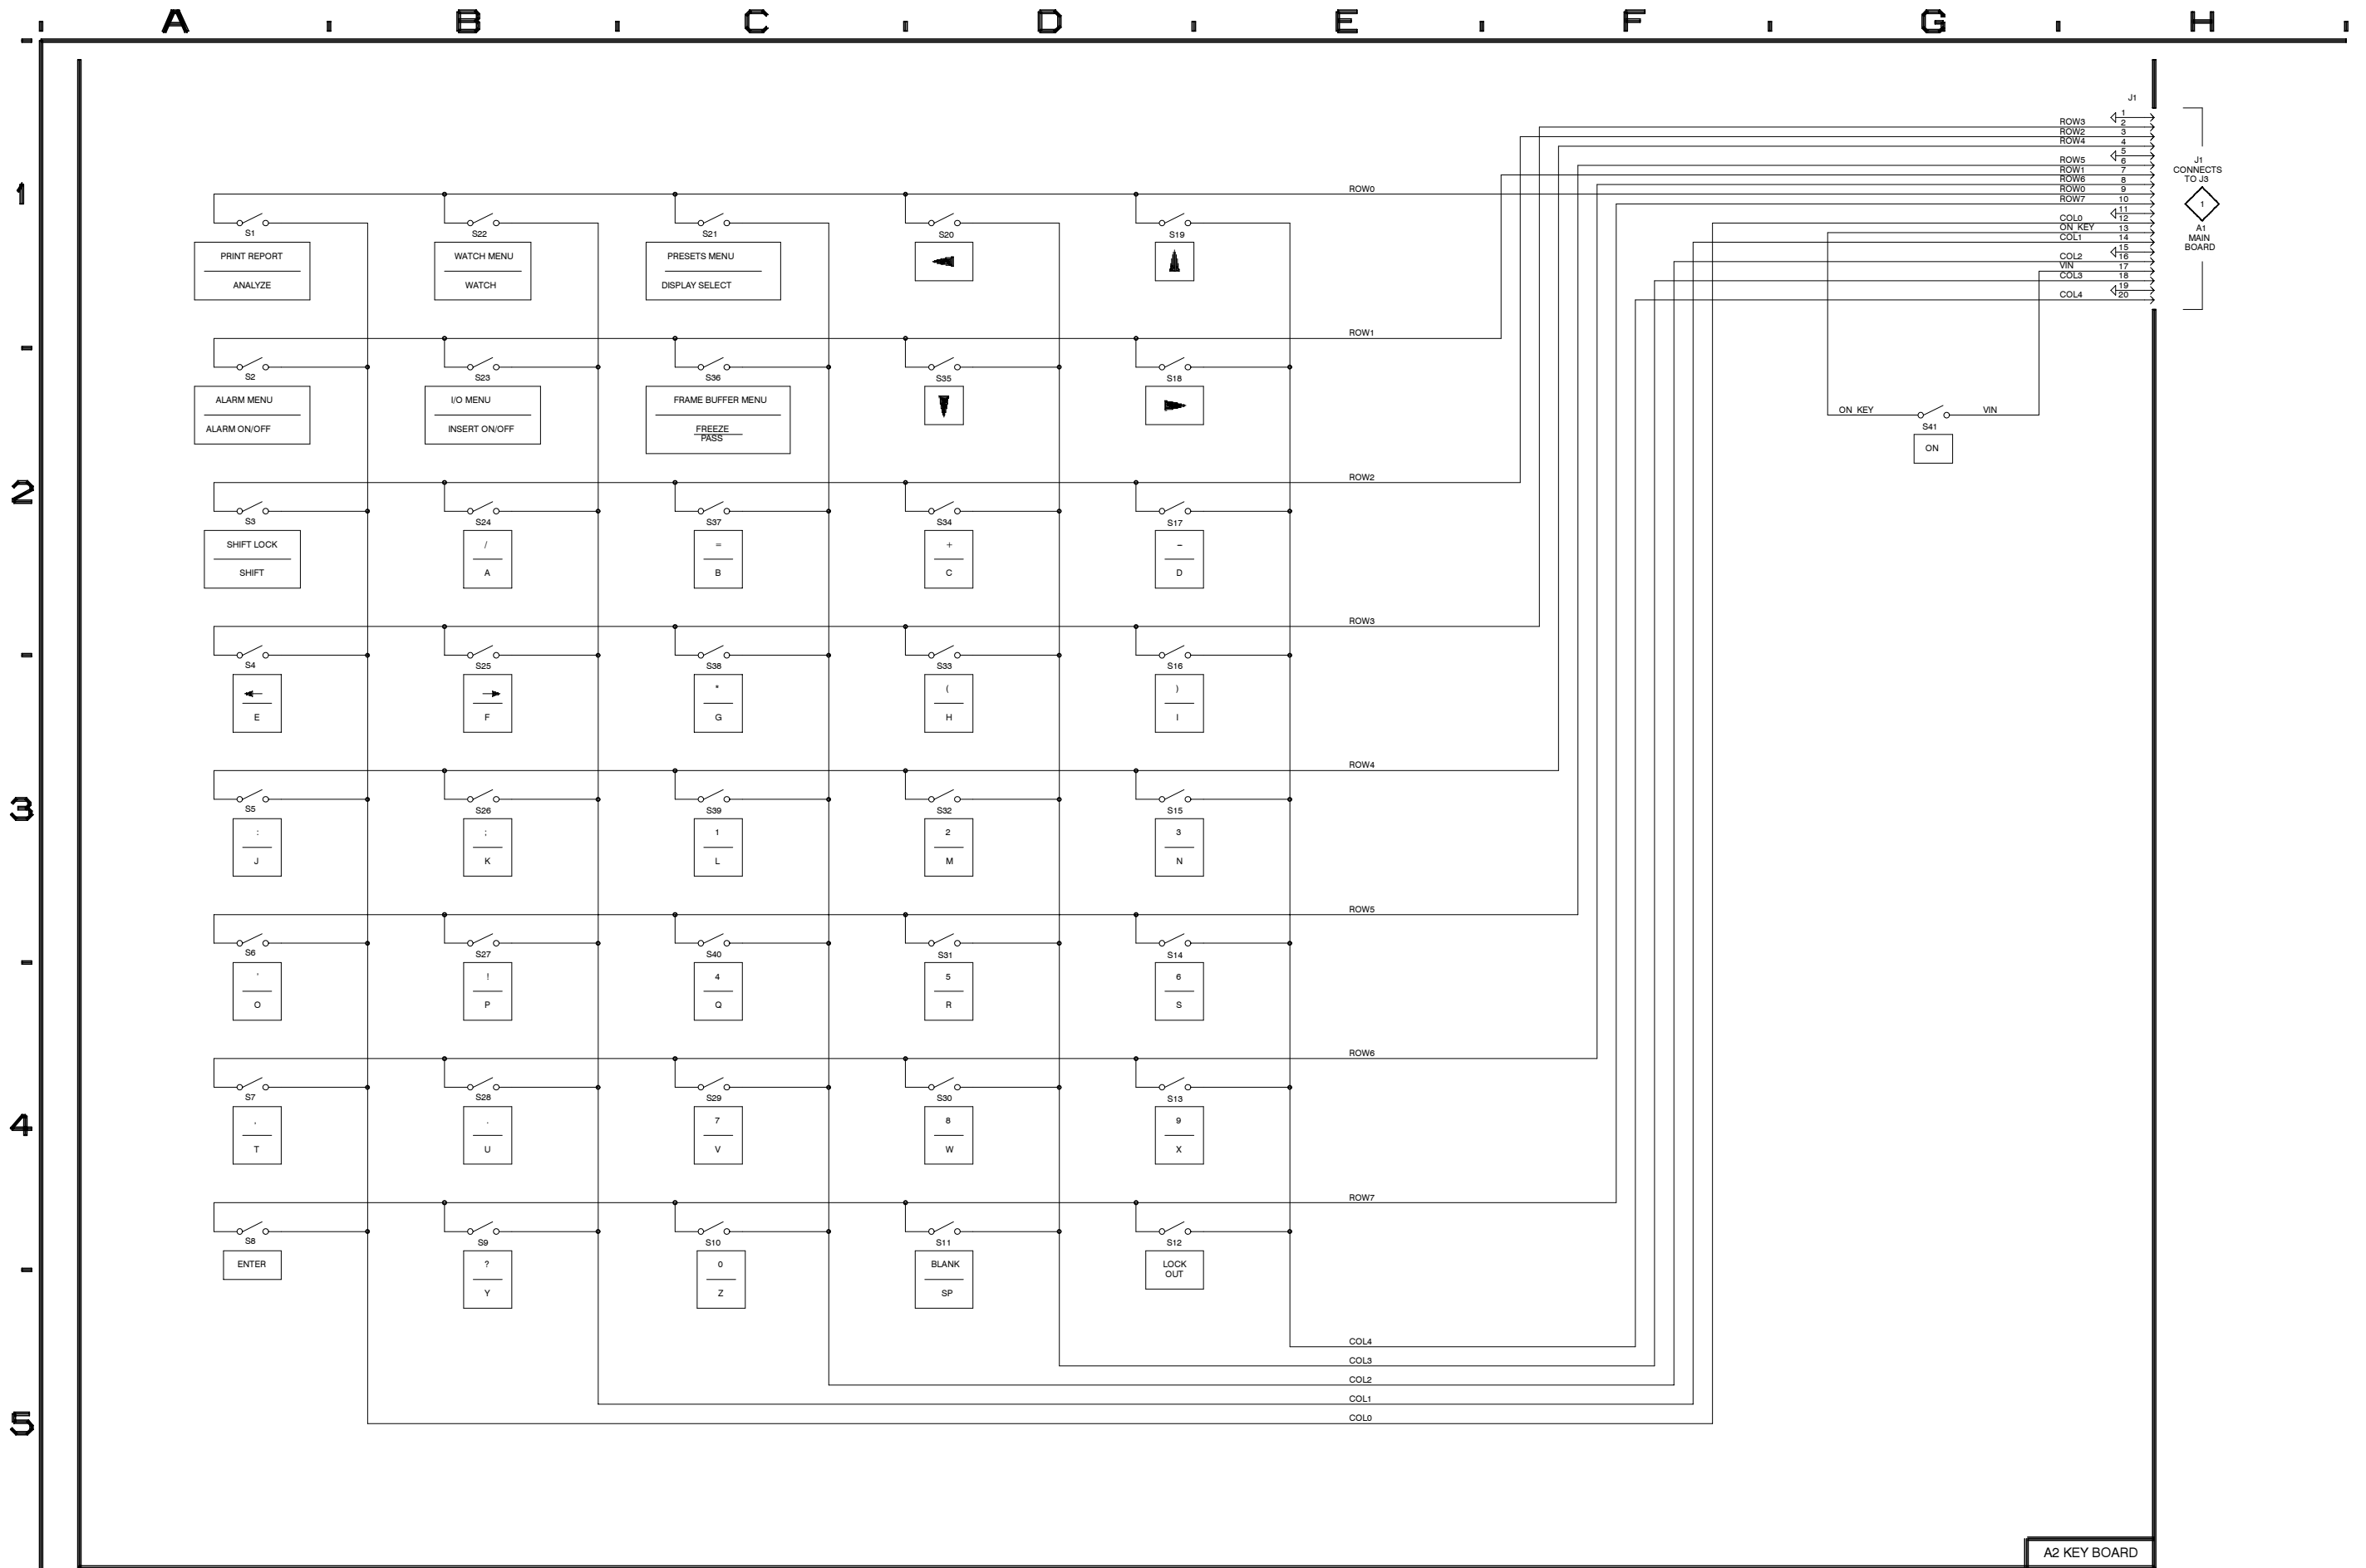 A B C D E F G H
J1
1
ROW3 2
ROW2 3
ROW4 4
5
ROW5 6
ROW1 7
ROW6 8
ROW0 9
ROW7 10
11
COL0 12
ON KEY 13
COL1 14
15
COL2 16
VIN 17
COL3 18
19
COL4 20
J1
CONNECTS
TO J3
1
A1
MAIN
BOARD
1
ROW0
S1 S22 S21 S20 S19
PRINT REPORT WATCH MENU PRESETS MENU
ANALYZE WATCH DISPLAY SELECT
ROW1
S2 S23 S36 S35 S18
ALARM MENU I/O MENU FRAME BUFFER MENU
ALARM ON/OFF INSERT ON/OFF FREEZE
PASS
ON KEY VIN
S41
ON
2
ROW2
S3 S24 S37 S34 S17
SHIFT LOCK / = + –
SHIFT A B C D
ROW3
S4 S25 S38 S33 S16
← → * ( )
E F G H I
3
ROW4
S5 S26 S39 S32 S15
: ; 1 2 3
J K L M N
ROW5
S6 S27 S40 S31 S14
' ! 4 5 6
O P Q R S
4
ROW6
S7 S28 S29 S30 S13
, . 7 8 9
T U V W X
ROW7
S8 S9 S10 S11 S12
ENTER ? 0 BLANK LOCK
OUT
Y Z SP
COL4
COL3
COL2
COL1
COL0
5
A2 KEY BOARD